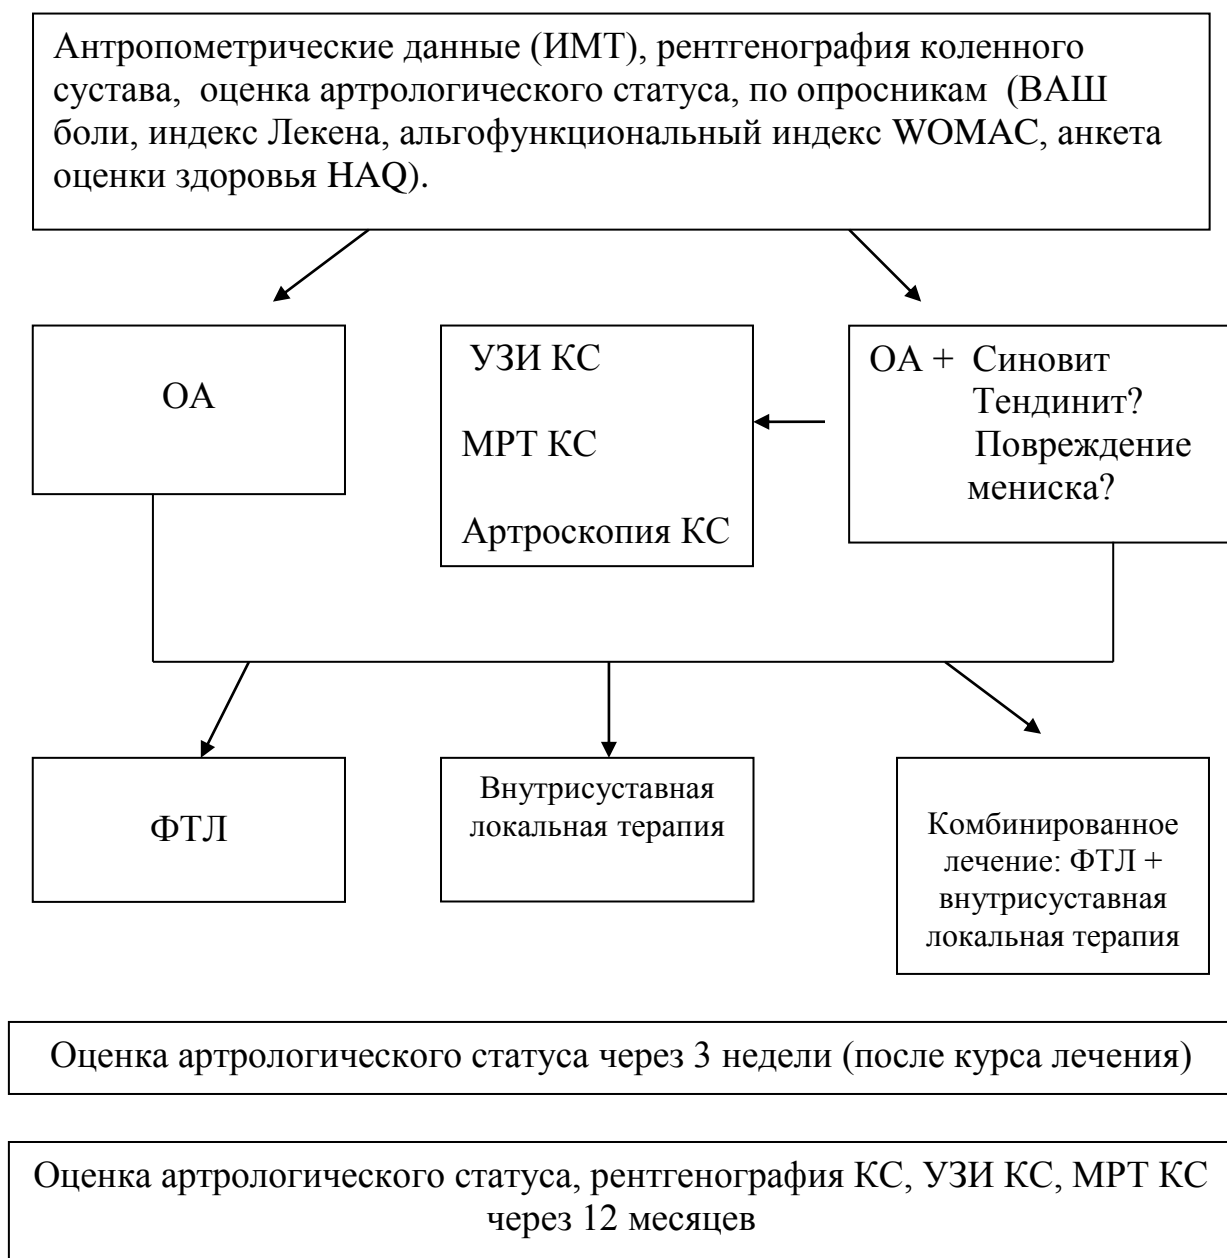 Антропометрические данные (ИМТ), рентгенография коленного
сустава, оценка артрологического статуса, по опросникам (ВАШ
боли, индекс Лекена, альгофункциональный индекс WOMAC, анкета
оценки здоровья HAQ).
ОА
УЗИ КС
МРТ КС
Артроскопия КС
ОА + Синовит
Тендинит?
Повреждение
мениска?
ФТЛ
Внутрисуставная
локальная терапия
Комбинированное
лечение: ФТЛ +
внутрисуставная
локальная терапия
Оценка артрологического статуса через 3 недели (после курса лечения)
Оценка артрологического статуса, рентгенография КС, УЗИ КС, МРТ КС
через 12 месяцев